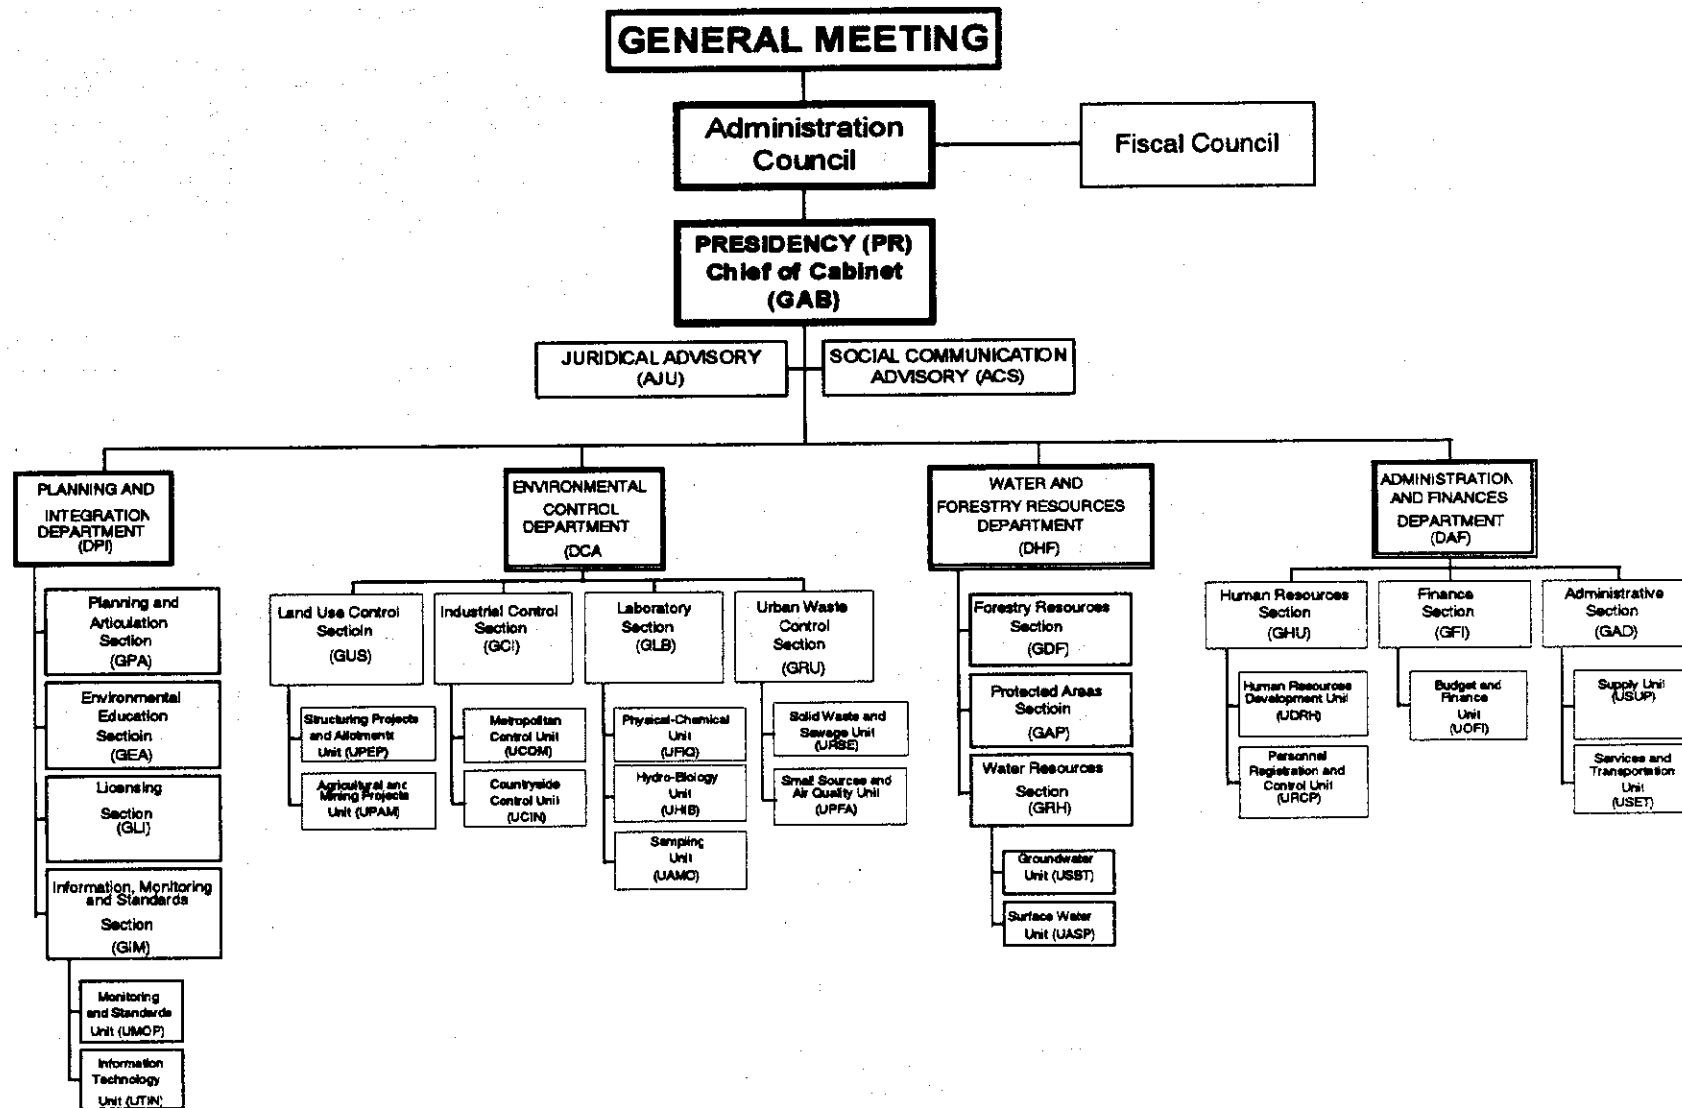 GENERAL MEETING
Administration
Council
Fiscal Council
PRESIDENCY (PR)
Chief of Cabinet
(GAB)
JURIDICAL ADVISORY
(AJU)
SOCIAL COMMUNICATION
ADVISORY (ACS)
PLANNING AND
INTEGRATION
DEPARTMENT
(DPI)
ENVIRONMENTAL
CONTROL
DEPARTMENT
(DCA
WATER AND
FORESTRY RESOURCES
DEPARTMENT
(DHF)
ADMINISTRATION
AND FINANCES
DEPARTMENT
(DAF)
Planning and
Articulation
Section
(GPA)
Environmental
Education
Sectioin
(GEA)
Licensing
Section
(GLI)
Information, Monitoring
and Standards
Section
(GIM)
Monitoring
and Standards
Unit (UMOP)
Information
Technology
Unit (UTIN)
Land Use Control
Sectioin
(GUS)
Structuring Projects
and Allotments
Unit (UPEP)
Agricultural and
Mining Projects
Unit (UPAM)
Industrial Control
Section
(GCI)
Metropolitan
Control Unit
(UCOM)
Countryside
Control Unit
(UCIN)
Laboratory
Section
(GLB)
Physical-Chemical
Unit
(UFIQ)
Hydro-Biology
Unit
(UHIB)
Sampling
Unit
(UAMO)
Urban Waste
Control
Section
(GRU)
Solid Waste and
Sewage Unit
(URSE)
Small Sources and
Air Quality Unit
(UPFA)
Forestry Resources
Section
(GDF)
Protected Areas
Sectioin
(GAP)
Water Resources
Section
(GRH)
Groundwater
Unit (USBT)
Surface Water
Unit (UASP)
Human Resources
Section
(GHU)
Human Resources
Development Unit
(UDRH)
Personnal
Registration and
Control Unit
(URCP)
Finance
Section
(GFI)
Budget and
Finance
Unit
(UOFI)
Administrative
Section
(GAD)
Supply Unit
(USUP)
Services and
Transportation
Unit
(USET)